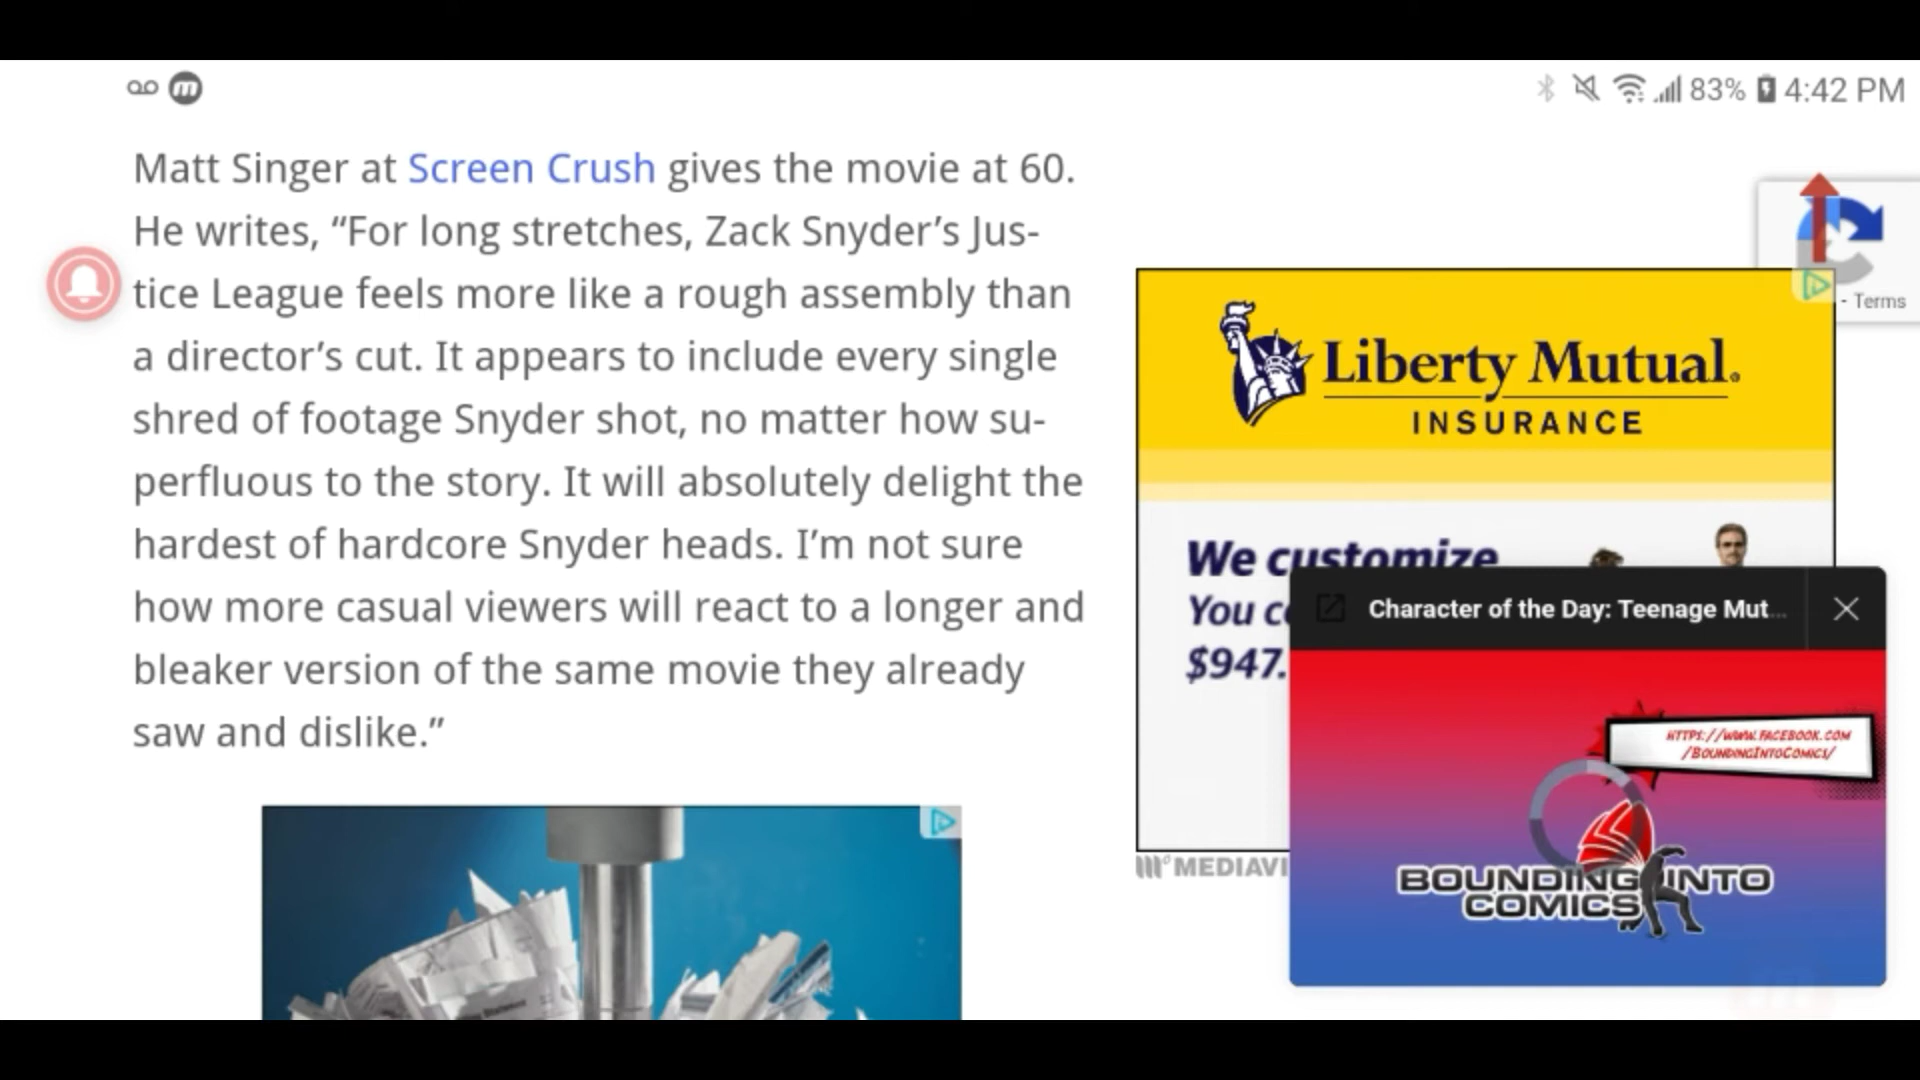 83% 4:42 PM
Matt Singer at Screen Crush gives the movie at 60.
He writes, “For long stretches, Zack Snyder’s Jus-
tice League feels more like a rough assembly than
a director’s cut. It appears to include every single
shred of footage Snyder shot, no matter how su-
perfluous to the story. It will absolutely delight the
hardest of hardcore Snyder heads. I’m not sure
how more casual viewers will react to a longer and
bleaker version of the same movie they already
saw and dislike.”
- Terms
Liberty Mutual
INSURANCE
We customize
You c
$947.
MEDIAVI
Character of the Day: Teenage Mut...
HTTPS://WWW.FACEBOOK.COM
/BOUNDINGINTOCOMICS/
BOUNDING INTO
COMICS